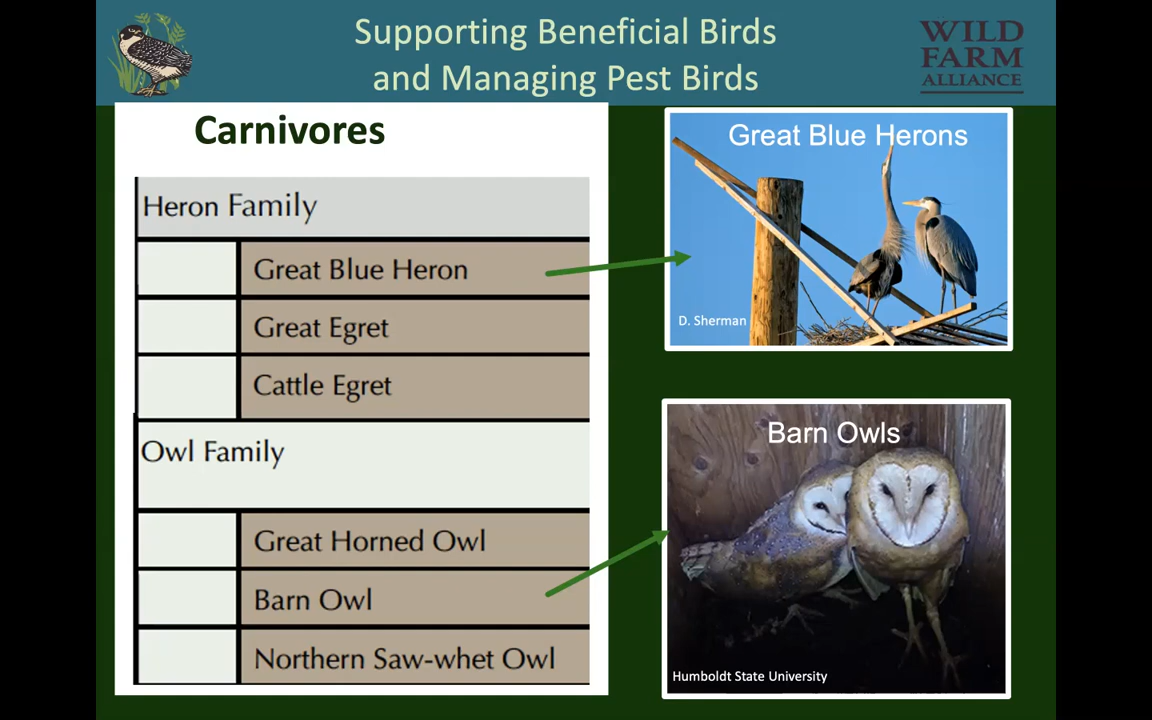 Supporting Beneficial Birds
and Managing Pest Birds
WILD
FARM
ALLIANCE
Carnivores
Heron Family
Great Blue Heron
Great Egret
Cattle Egret
Owl Family
Great Horned Owl
Barn Owl
Northern Saw-whet Owl
Great Blue Herons
D. Sherman
Barn Owls
Humboldt State University